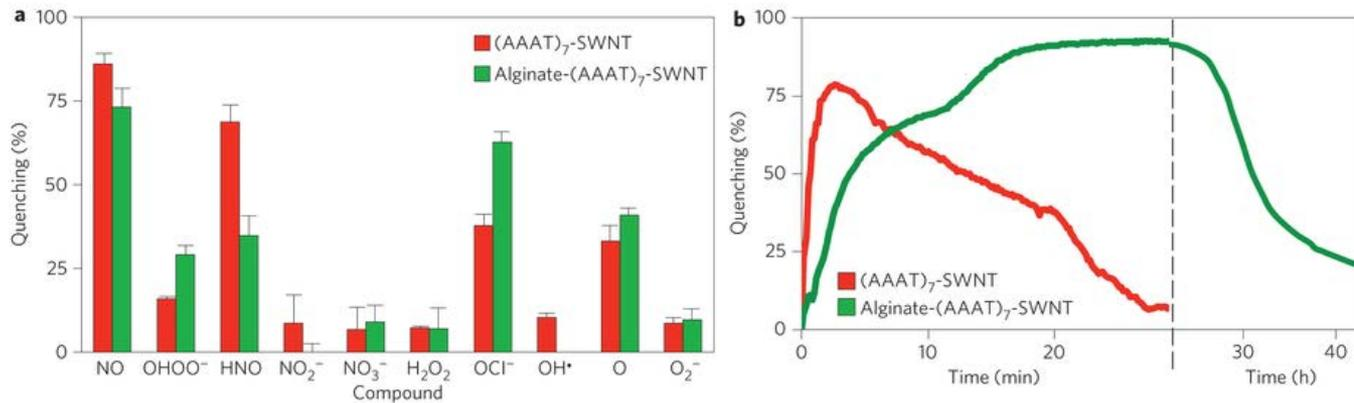 a
100
75
50
25
0
Quenching (%)
(AAAT)₇-SWNT
Alginate-(AAAT)₇-SWNT
NO OHOO⁻ HNO NO₂⁻ NO₃⁻ H₂O₂ OCl⁻ OH• O O₂⁻
Compound
b
100
75
50
25
0
Quenching (%)
(AAAT)₇-SWNT
Alginate-(AAAT)₇-SWNT
0 10 20 30 40
Time (min) Time (h)